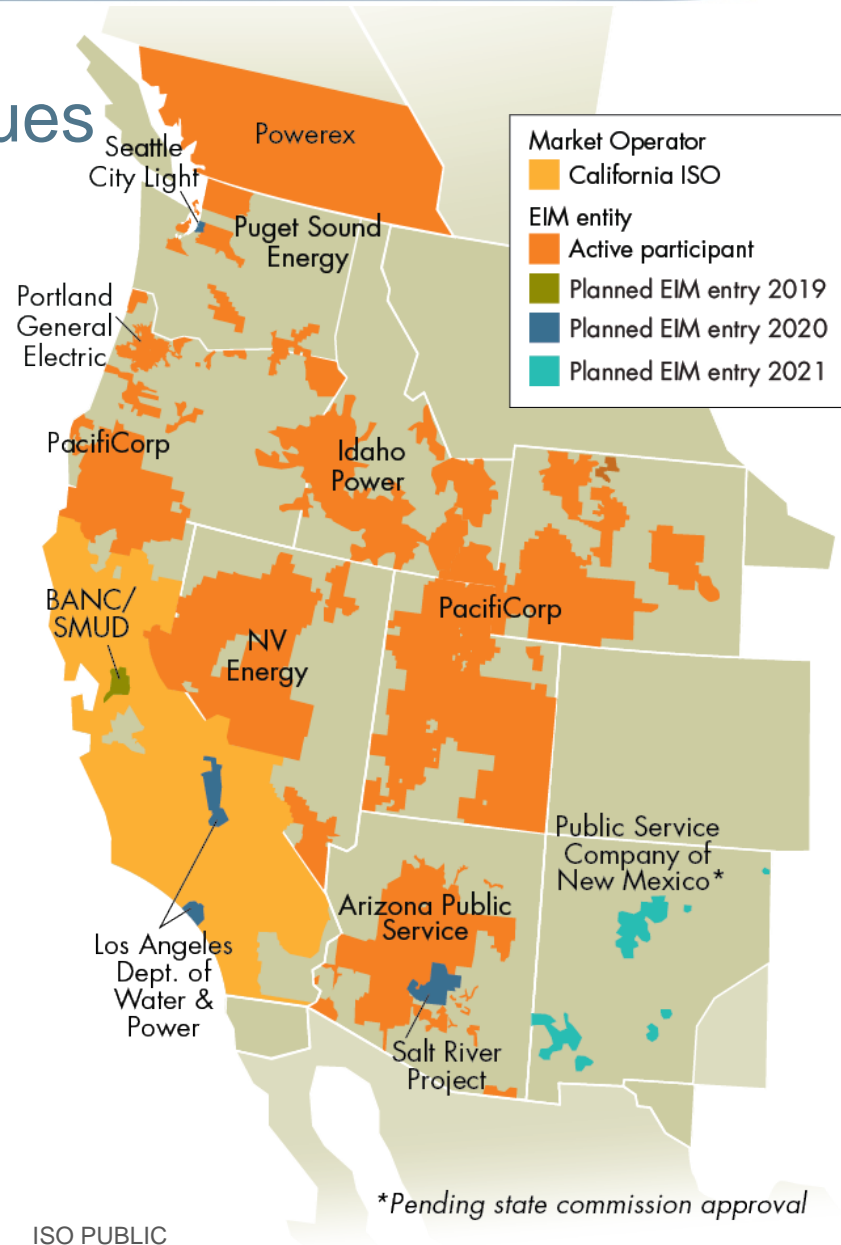 ues
Powerex
Seattle
City Light
Puget Sound
Energy
Portland
General
Electric
PacifiCorp
Idaho
Power
BANC/
SMUD
NV
Energy
PacifiCorp
Public Service
Company of
New Mexico*
Arizona Public
Service
Los Angeles
Dept. of
Water &
Power
Salt River
Project
Market Operator
California ISO
EIM entity
Active participant
Planned EIM entry 2019
Planned EIM entry 2020
Planned EIM entry 2021
*Pending state commission approval
ISO PUBLIC